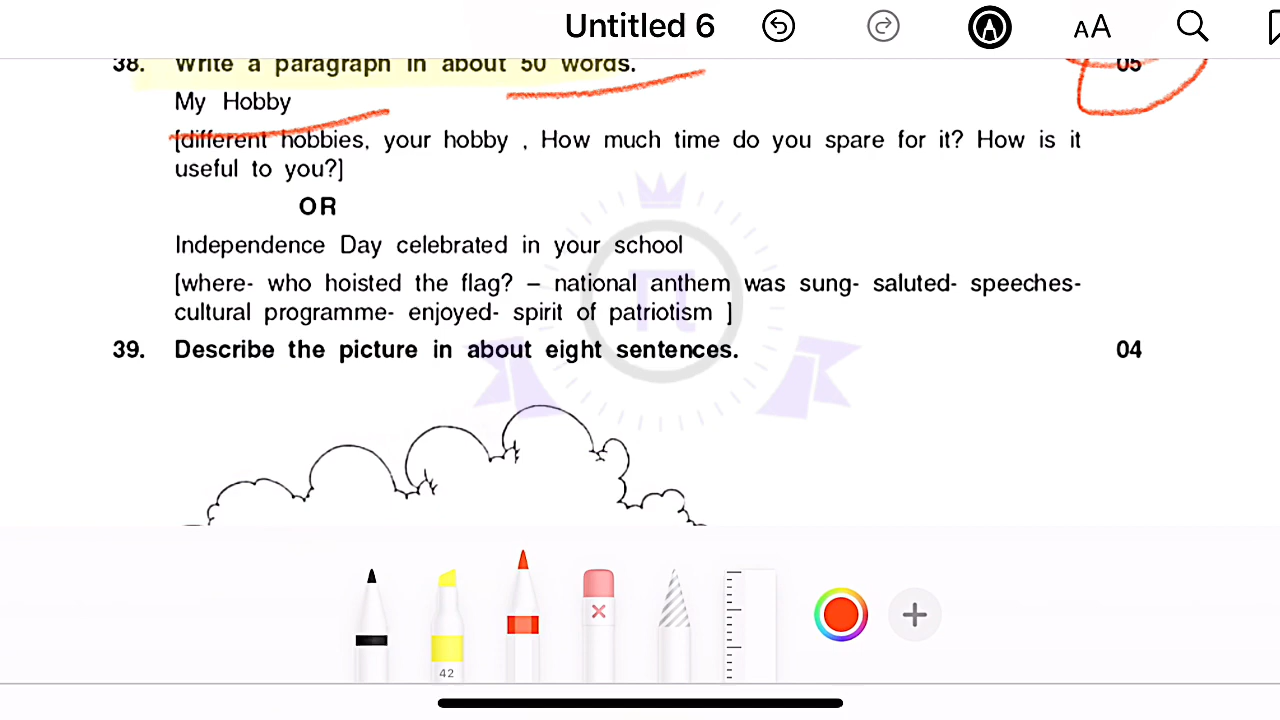 Untitled 6
AA
38. Write a paragraph in about 50 words. 05
My Hobby
[different hobbies, your hobby , How much time do you spare for it? How is it
useful to you?]
OR
Independence Day celebrated in your school
[where- who hoisted the flag? – national anthem was sung- saluted- speeches-
cultural programme- enjoyed- spirit of patriotism ]
39. Describe the picture in about eight sentences. 04
42